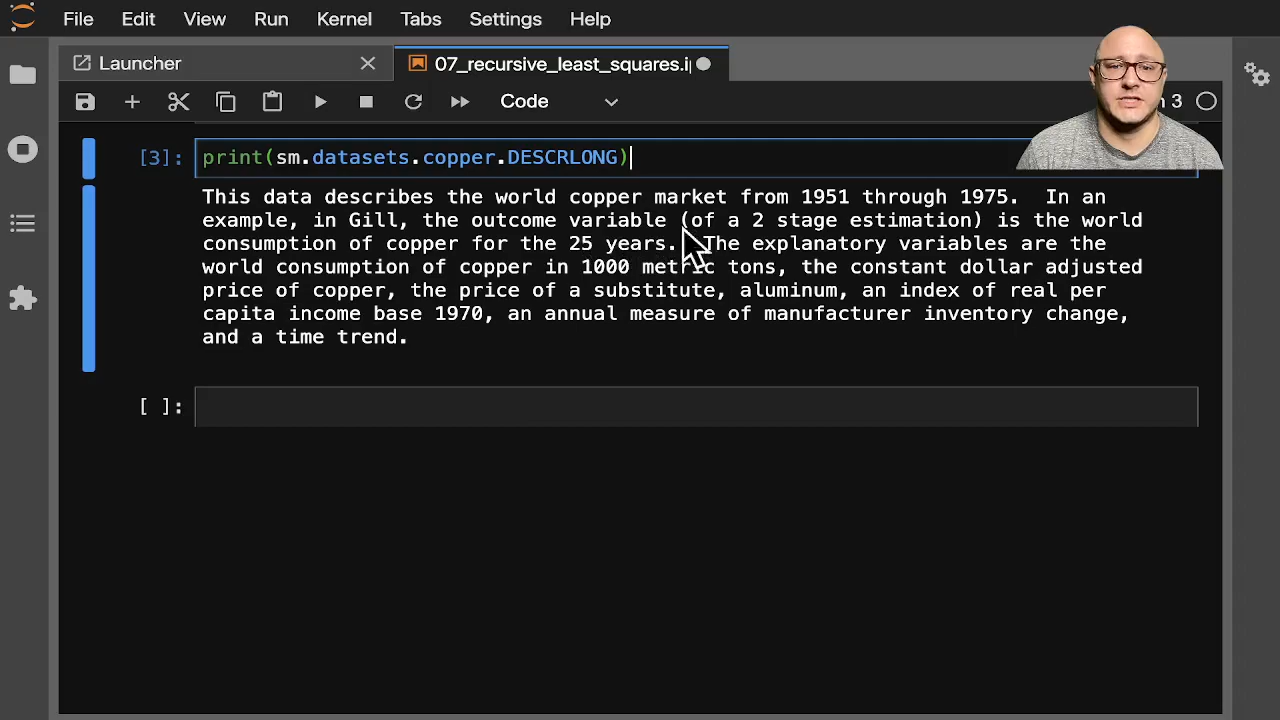 File Edit View Run Kernel Tabs Settings Help
Launcher
07_recursive_least_squares.i
Code
3
[3]: print(sm.datasets.copper.DESCRLONG)
This data describes the world copper market from 1951 through 1975.  In an
example, in Gill, the outcome variable (of a 2 stage estimation) is the world
consumption of copper for the 25 years.  The explanatory variables are the
world consumption of copper in 1000 metric tons, the constant dollar adjusted
price of copper, the price of a substitute, aluminum, an index of real per
capita income base 1970, an annual measure of manufacturer inventory change,
and a time trend.
[ ]: